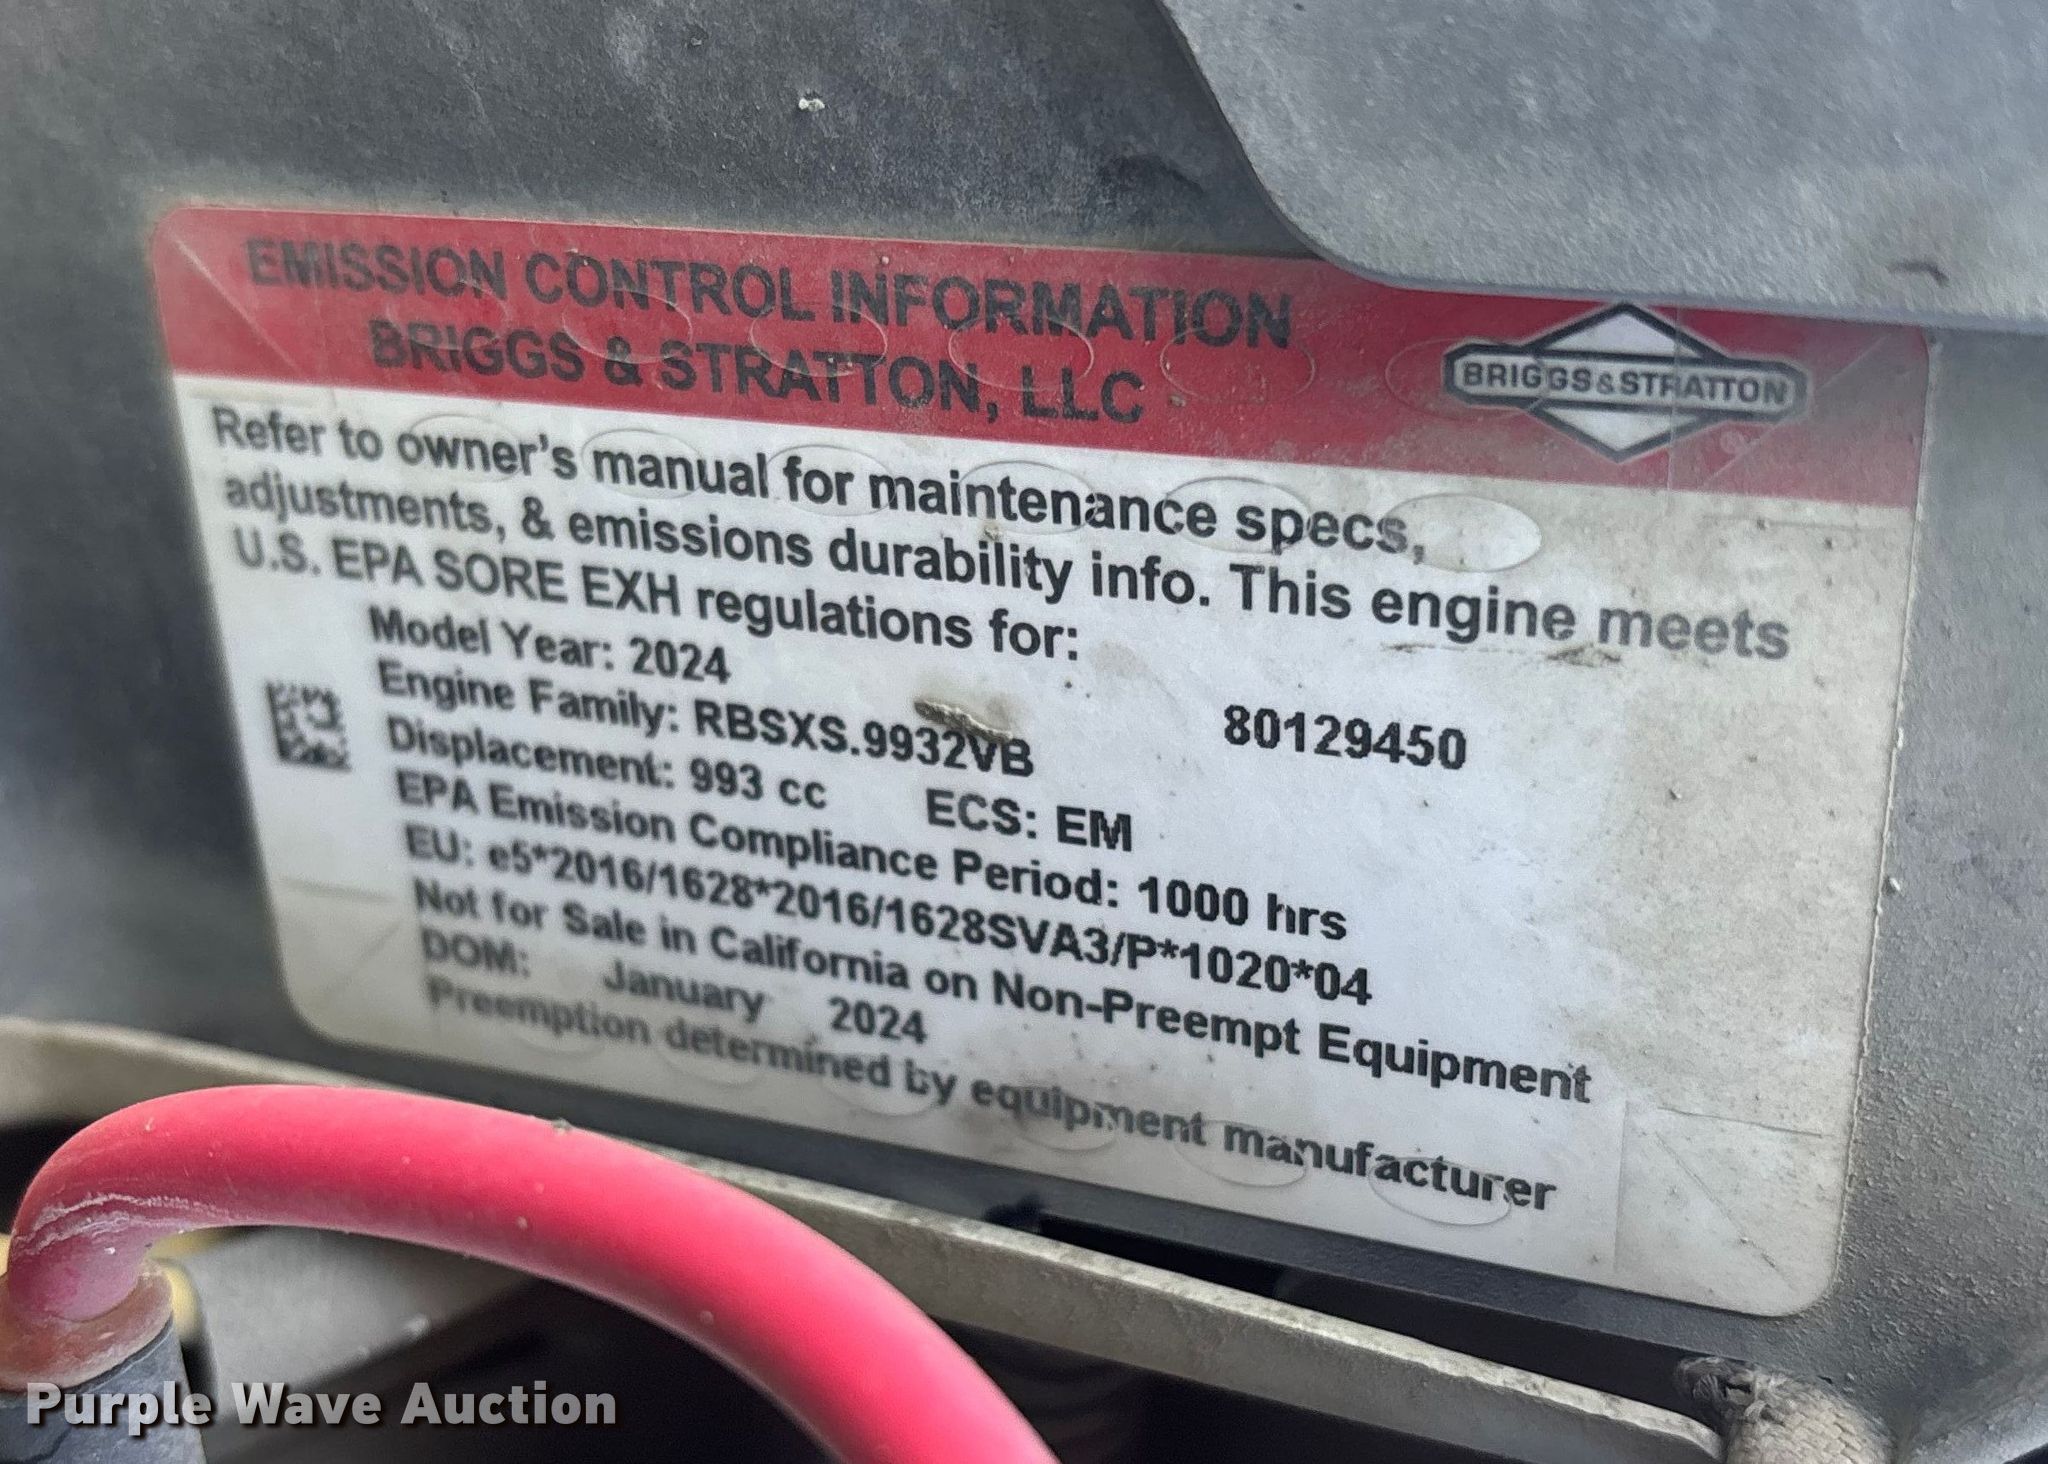 EMISSION CONTROL INFORMATION
BRIGGS & STRATTON, LLC
BRIGGS&STRATTON
Refer to owner's manual for maintenance specs,
adjustments, & emissions durability info. This engine meets
U.S. EPA SORE EXH regulations for:
Model Year: 2024
Engine Family: RBSXS.9932VB 80129450
Displacement: 993 cc ECS: EM
EPA Emission Compliance Period: 1000 hrs
EU: e5*2016/1628*2016/1628SVA3/P*1020*04
Not for Sale in California on Non-Preempt Equipment
DOM: January 2024
Preemption determined by equipment manufacturer
Purple Wave Auction